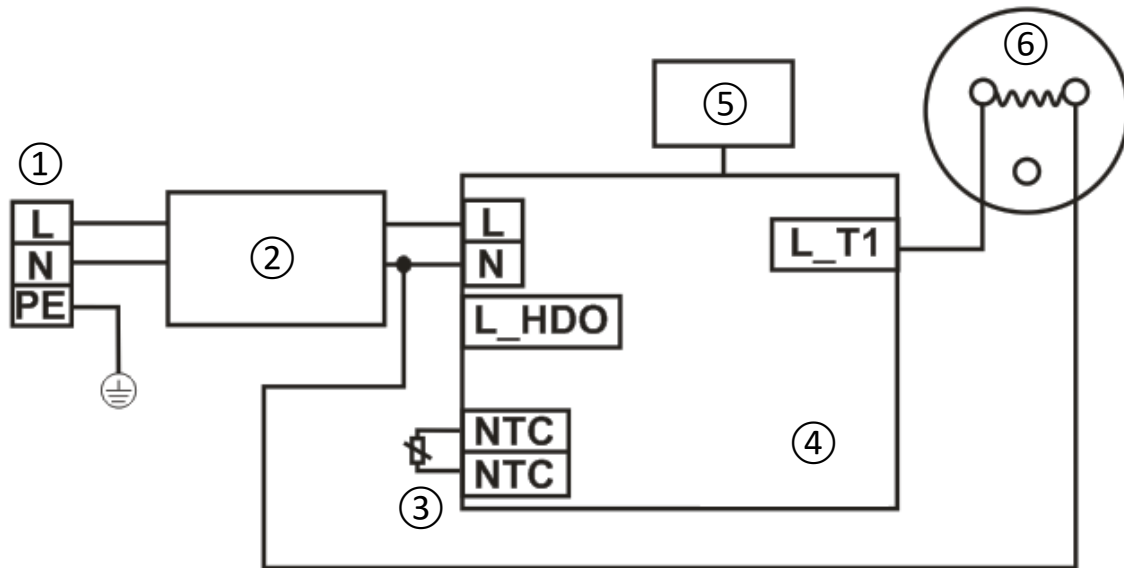 ①
L
N
PE
②
③
L
N
L_HDO
NTC
NTC
④
L_T1
⑤
⑥